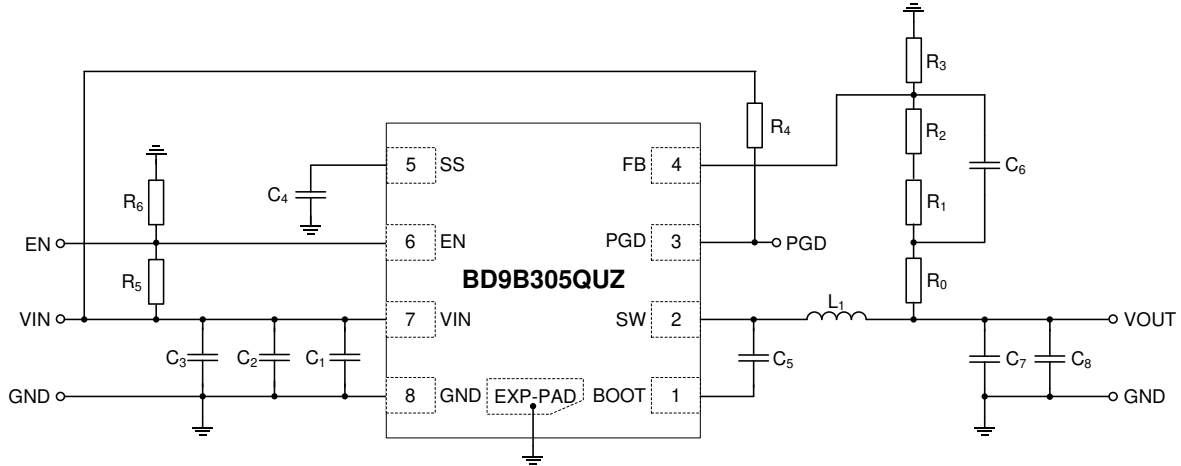 R3
R4
R2
5 SS
FB 4
C6
C4
R6
R1
EN
6 EN
PGD 3
PGD
BD9B305QUZ
R5
R0
L1
VIN
7 VIN
SW 2
VOUT
C3
C2
C1
C5
C7
C8
GND
8 GND
EXP-PAD
BOOT 1
GND